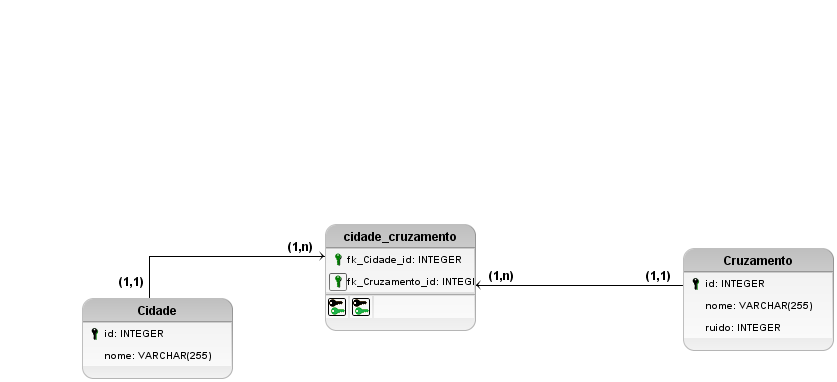 cidade_cruzamento
(1,n)
fk_Cidade_id: INTEGER
fk_Cruzamento_id: INTEG
(1,1)
Cidade
id: INTEGER
nome: VARCHAR(255)
(1,n)
(1,1)
Cruzamento
id: INTEGER
nome: VARCHAR(255)
ruido: INTEGER